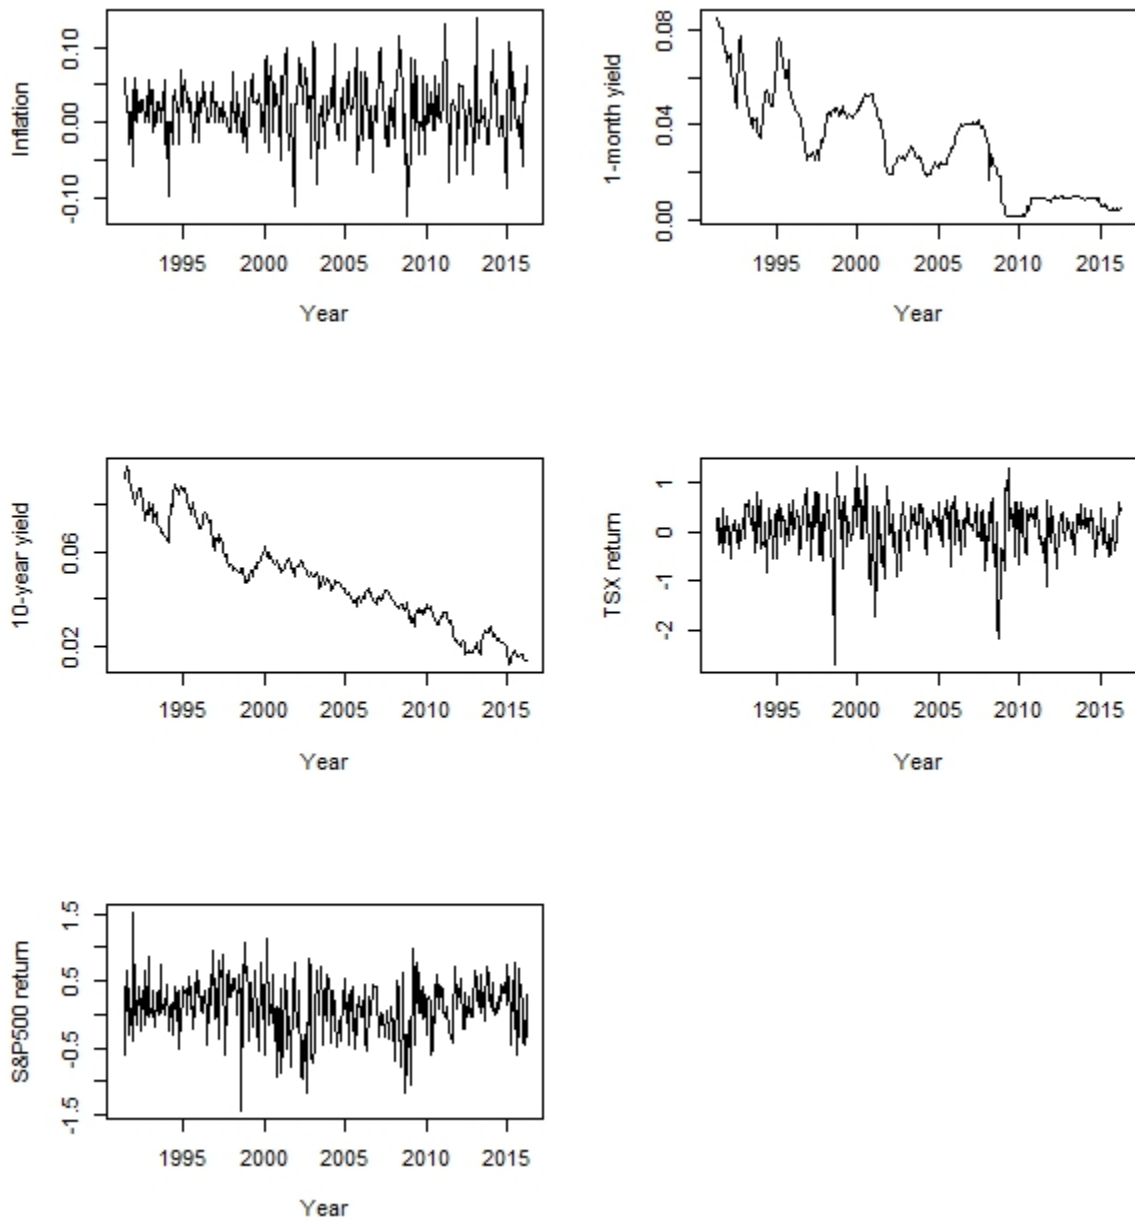 Inflation
0.10
0.00
-0.10
1995 2000 2005 2010 2015
Year
1-month yield
0.08
0.04
0.00
1995 2000 2005 2010 2015
Year
10-year yield
0.06
0.02
1995 2000 2005 2010 2015
Year
TSX return
1
0
-1
-2
1995 2000 2005 2010 2015
Year
S&P500 return
1.5
0.5
-0.5
-1.5
1995 2000 2005 2010 2015
Year